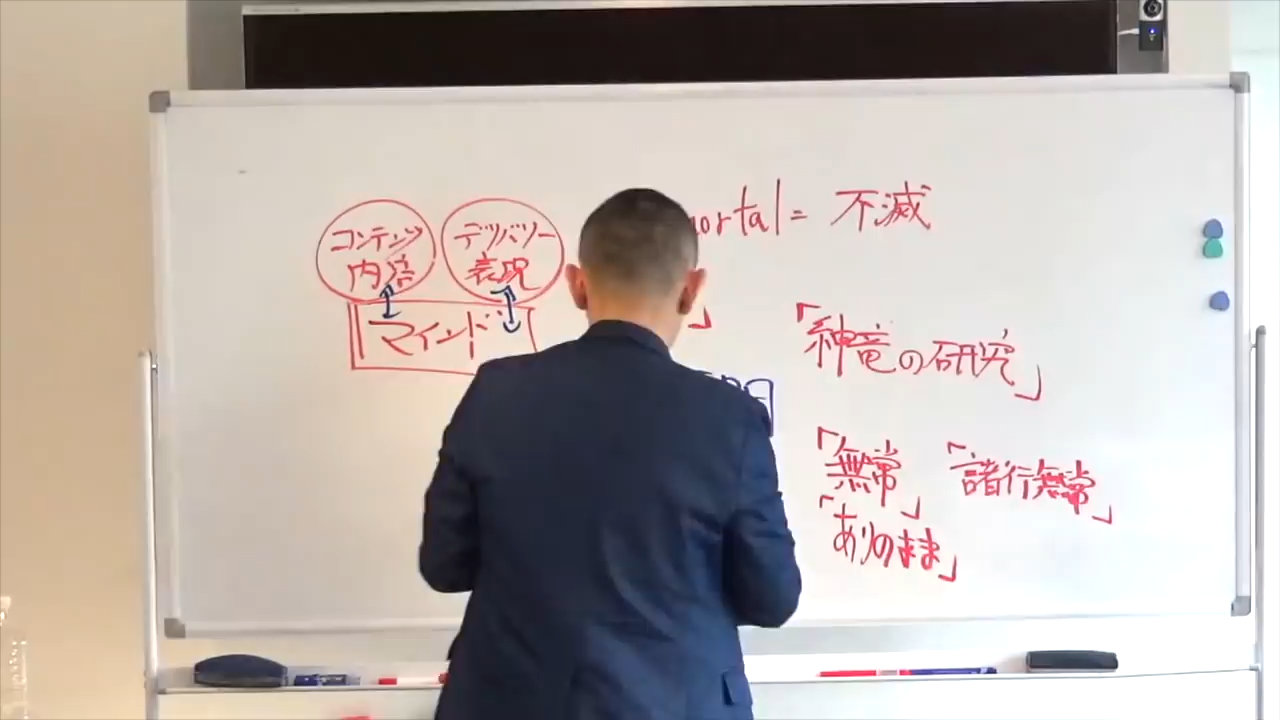 コンテンツ
内容
デリバリー
表現
マインド
mortal = 不滅
」
「神竜の研究」
「無常」 「諸行無常」
「ありのまま」